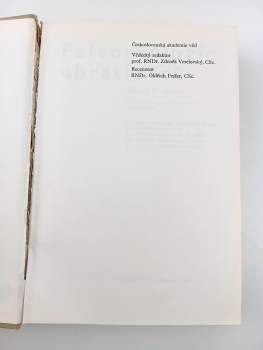 Československá akademie věd
Vědecký redaktor
prof. RNDr. Zdeněk Veselovský, CSc.
Recenzent
RNDr. Oldřich Fejfar, CSc.